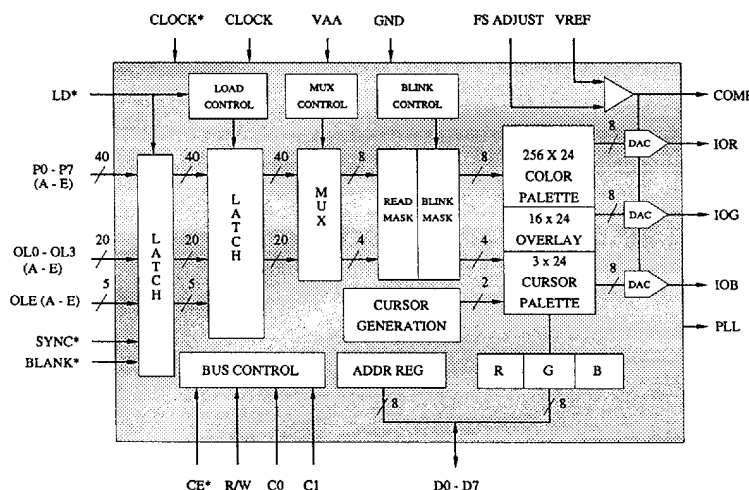 CLOCK* CLOCK VAA GND FS ADJUST VREF
LD*
LOAD CONTROL
MUX CONTROL
BLINK CONTROL
COMP
P0 - P7
(A - E)
40
40
40
8
8
8
DAC
IOR
LATCH
LATCH
MUX
READ MASK
BLINK MASK
256 X 24
COLOR
PALETTE
16 x 24
OVERLAY
3 x 24
CURSOR
PALETTE
8
DAC
IOG
OL0 - OL3
(A - E)
20
20
20
4
4
8
DAC
IOB
OLE (A - E)
5
5
CURSOR
GENERATION
2
PLL
SYNC*
BLANK*
BUS CONTROL
ADDR REG
R G B
8
8
CE* R/W C0 C1 D0 - D7